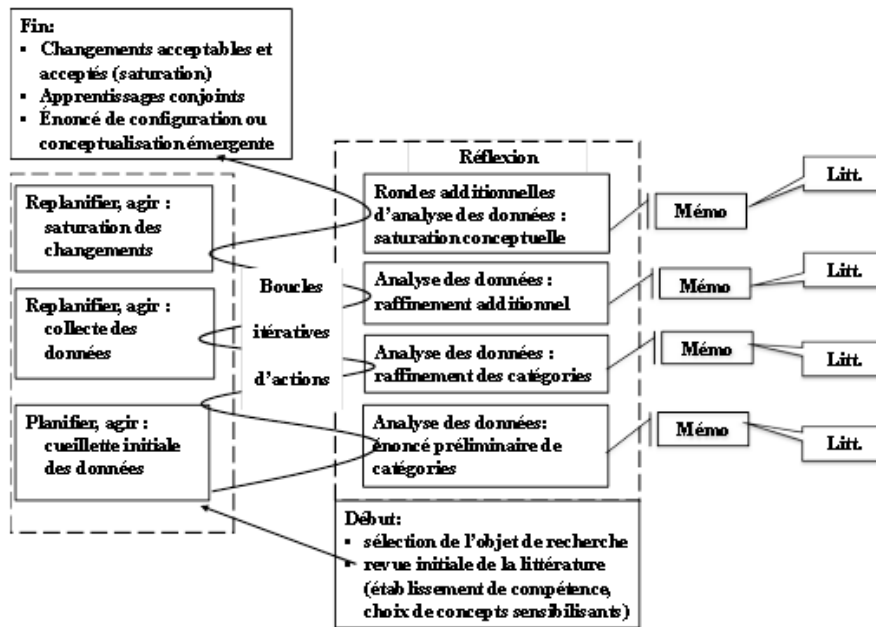 Fin:
▪ Changements acceptables et
acceptés (saturation)
▪ Apprentissages conjoints
▪ Énoncé de configuration ou
conceptualisation émergente
Réflexion
Replanifier, agir :
saturation des
changements
Rondes additionnelles
d'analyse des données :
saturation conceptuelle
Mémo
Litt.
Boucles
itératives
d'actions
Analyse des données :
raffinement additionnel
Mémo
Litt.
Replanifier, agir :
collecte des
données
Analyse des données :
raffinement des catégories
Mémo
Litt.
Planifier, agir :
cueillette initiale
des données
Analyse des données:
énoncé préliminaire de
catégories
Mémo
Litt.
Début:
▪ sélection de l'objet de recherche
▪ revue initiale de la littérature
(établissement de compétence,
choix de concepts sensibilisants)